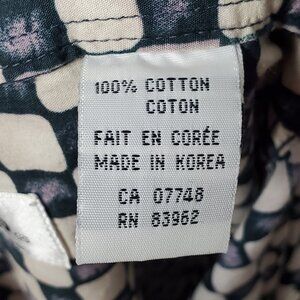 100% COTTON
COTON
FAIT EN CORÉE
MADE IN KOREA
CA 07748
RN 83962